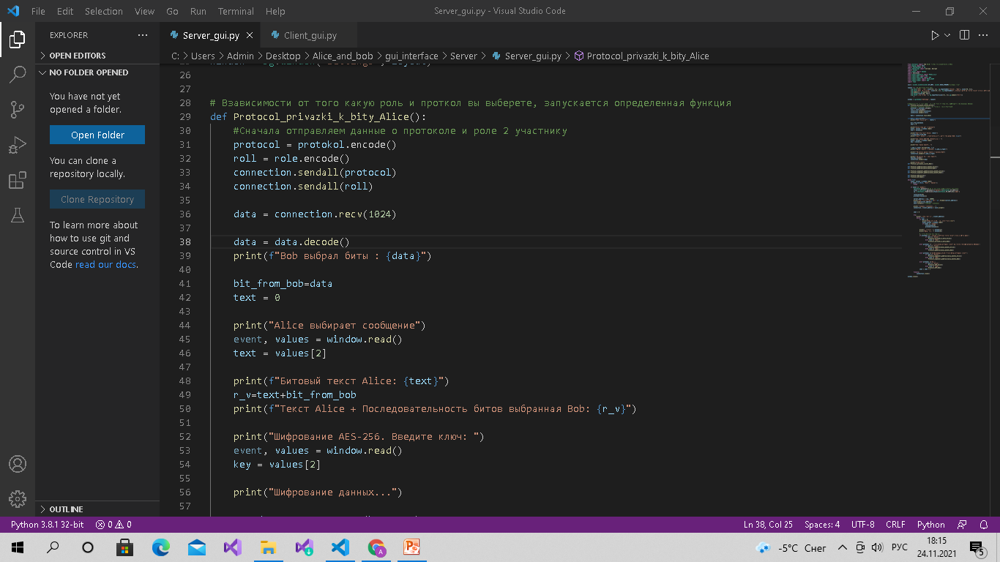 File Edit Selection View Go Run Terminal Help
Server_gui.py - Visual Studio Code
EXPLORER
OPEN EDITORS
NO FOLDER OPENED
You have not yet
opened a folder.
Open Folder
You can clone a
repository locally.
Clone Repository
To learn more about
how to use git and
source control in VS
Code read our docs.
OUTLINE
Server_gui.py Client_gui.py
C: > Users > Admin > Desktop > Alice_and_bob > gui_interface > Server > Server_gui.py > Protocol_privazki_k_bity_Alice
26
27
28 # Взависимости от того какую роль и проткол вы выберете, запускается определенная функция
29 def Protocol_privazki_k_bity_Alice():
30 #Сначала отправляем данные о протоколе и роле 2 участнику
31 protocol = protokol.encode()
32 roll = role.encode()
33 connection.sendall(protocol)
34 connection.sendall(roll)
35
36 data = connection.recv(1024)
37
38 data = data.decode()
39 print(f"Bob выбрал биты : {data}")
40
41 bit_from_bob=data
42 text = 0
43
44 print("Alice выбирает сообщение")
45 event, values = window.read()
46 text = values[2]
47
48 print(f"Битовый текст Alice: {text}")
49 r_v=text+bit_from_bob
50 print(f"Текст Alice + Последовательность битов выбранная Bob: {r_v}")
51
52 print("Шифрование AES-256. Введите ключ: ")
53 event, values = window.read()
54 key = values[2]
55
56 print("Шифрование данных...")
57
Python 3.8.1 32-bit 0 0 Ln 38, Col 25 Spaces: 4 UTF-8 CRLF Python
-5°C Снег РУС 18:15
24.11.2021
5